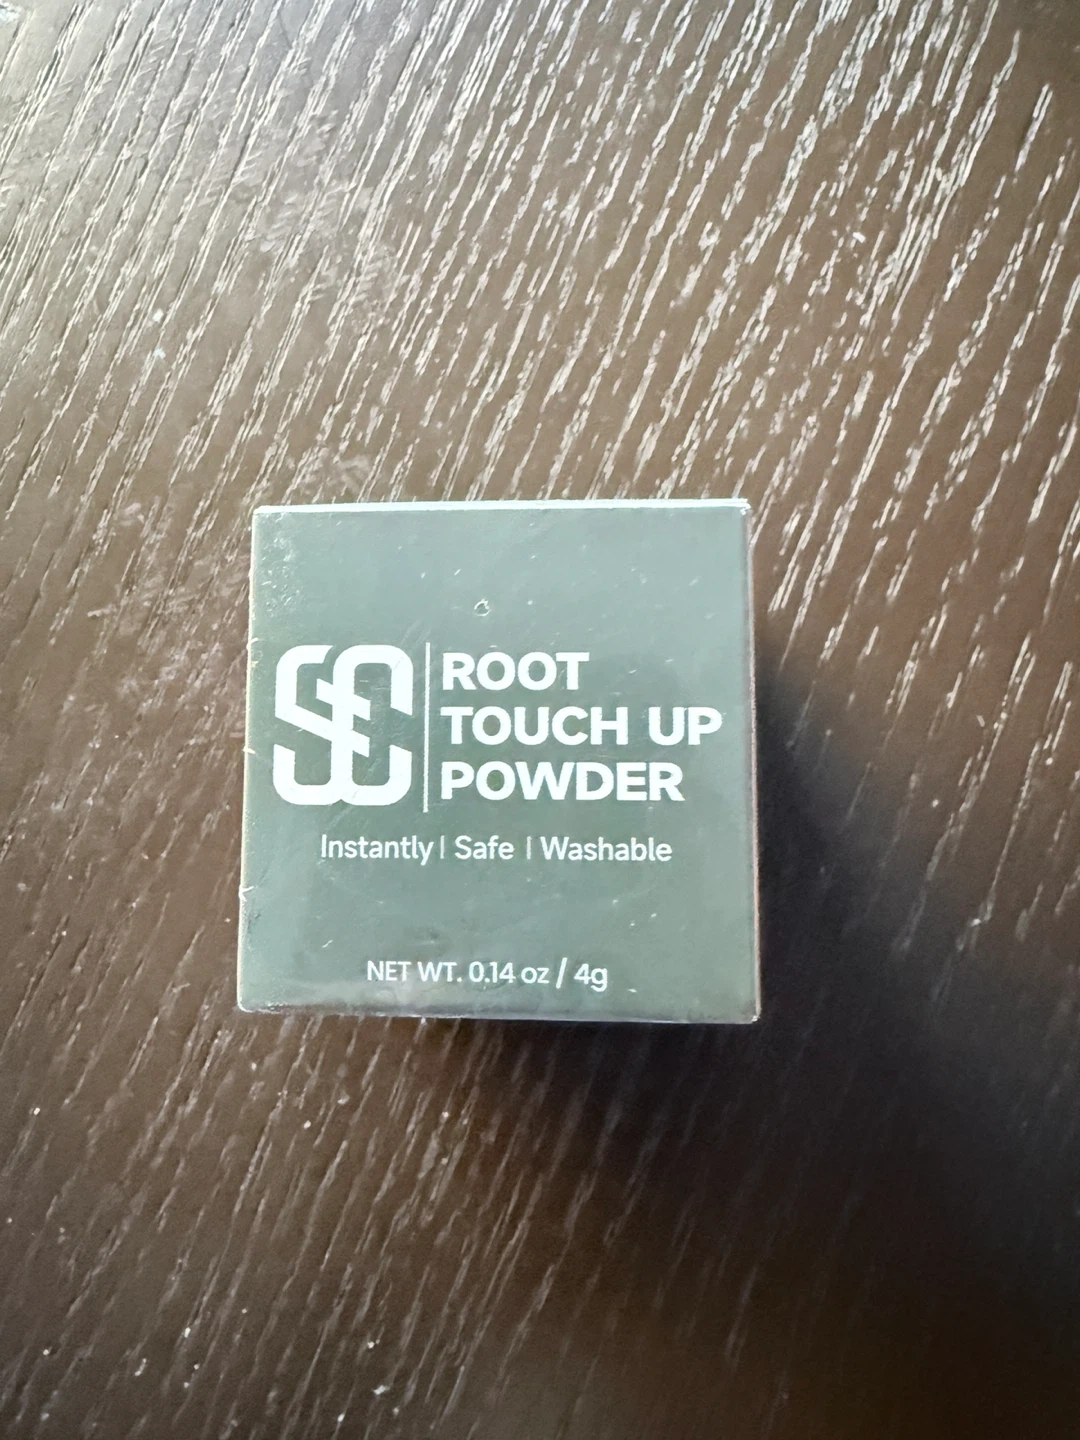 SC
ROOT
TOUCH UP
POWDER
Instantly | Safe | Washable
NET WT. 0.14 oz / 4g